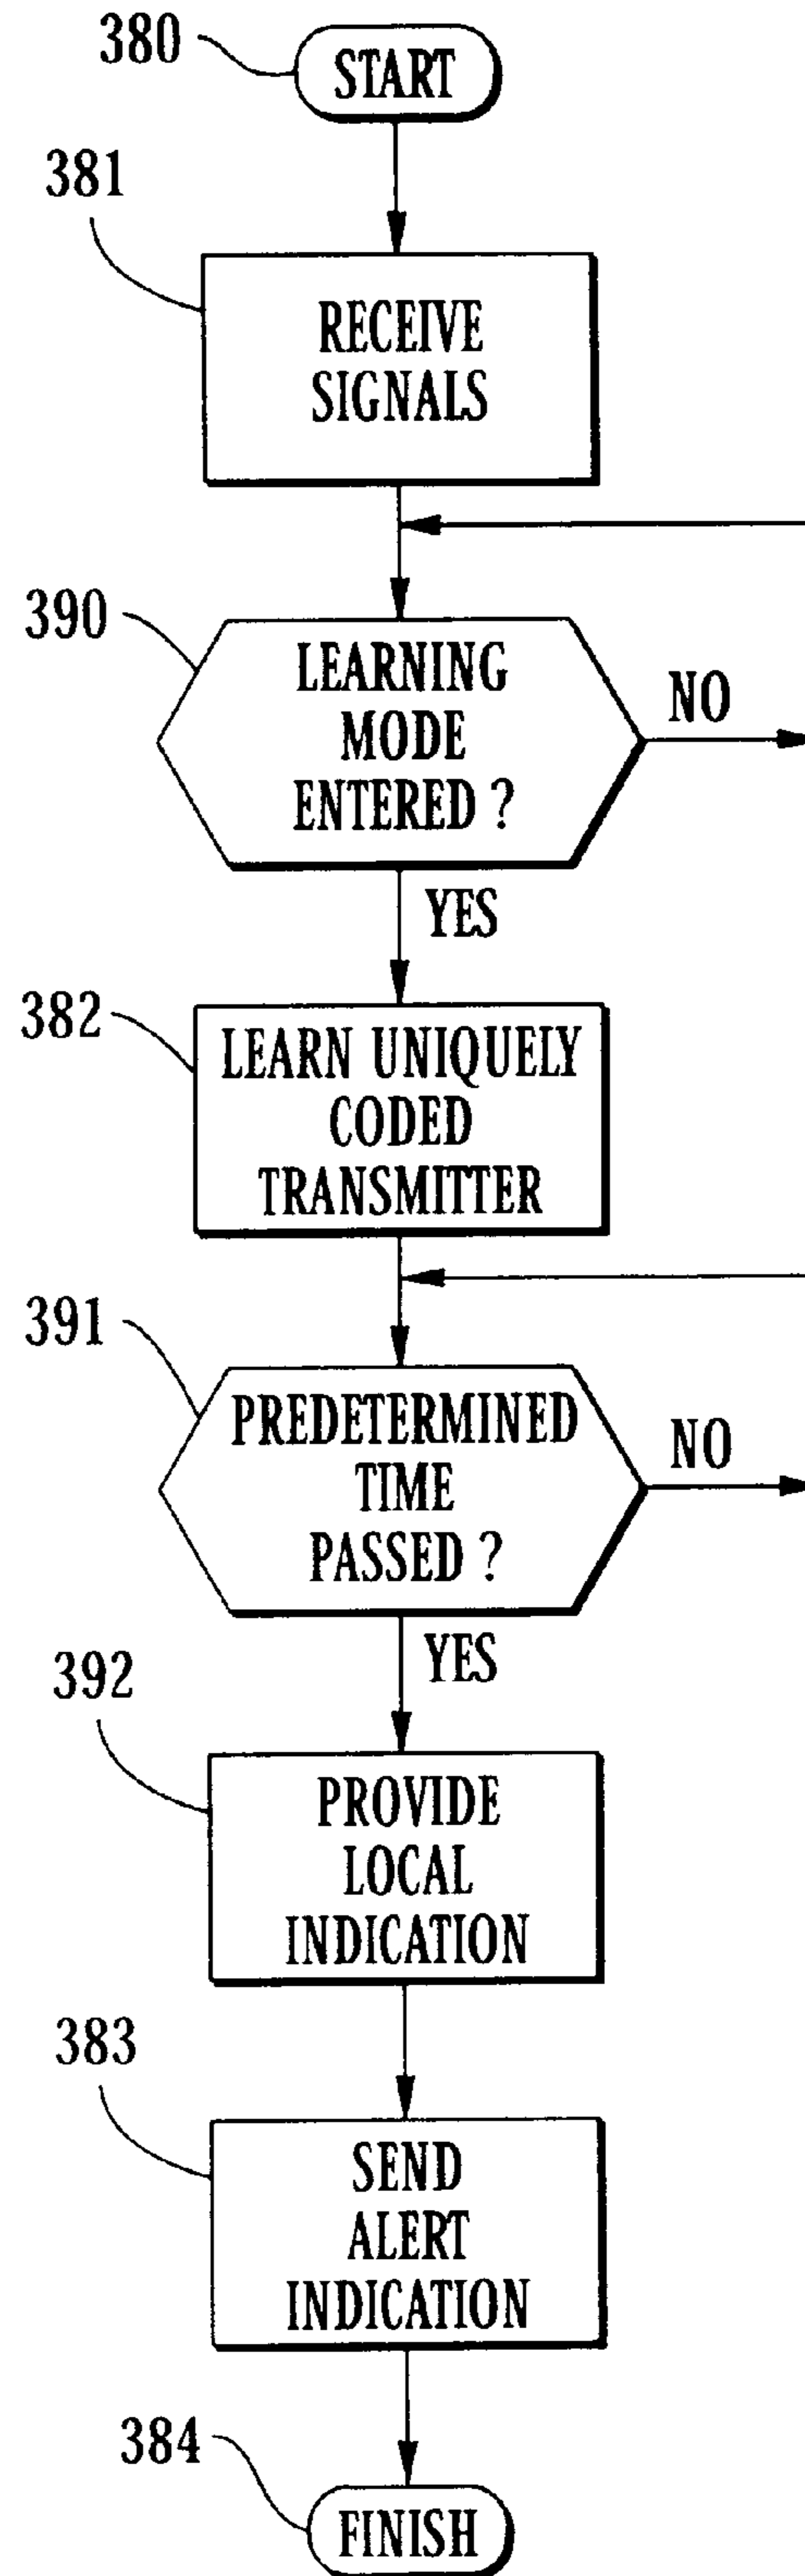 380
START
381
RECEIVE
SIGNALS
390
LEARNING
MODE
ENTERED ?
NO
YES
382
LEARN UNIQUELY
CODED
TRANSMITTER
391
PREDETERMINED
TIME
PASSED ?
NO
YES
392
PROVIDE
LOCAL
INDICATION
383
SEND
ALERT
INDICATION
384
FINISH